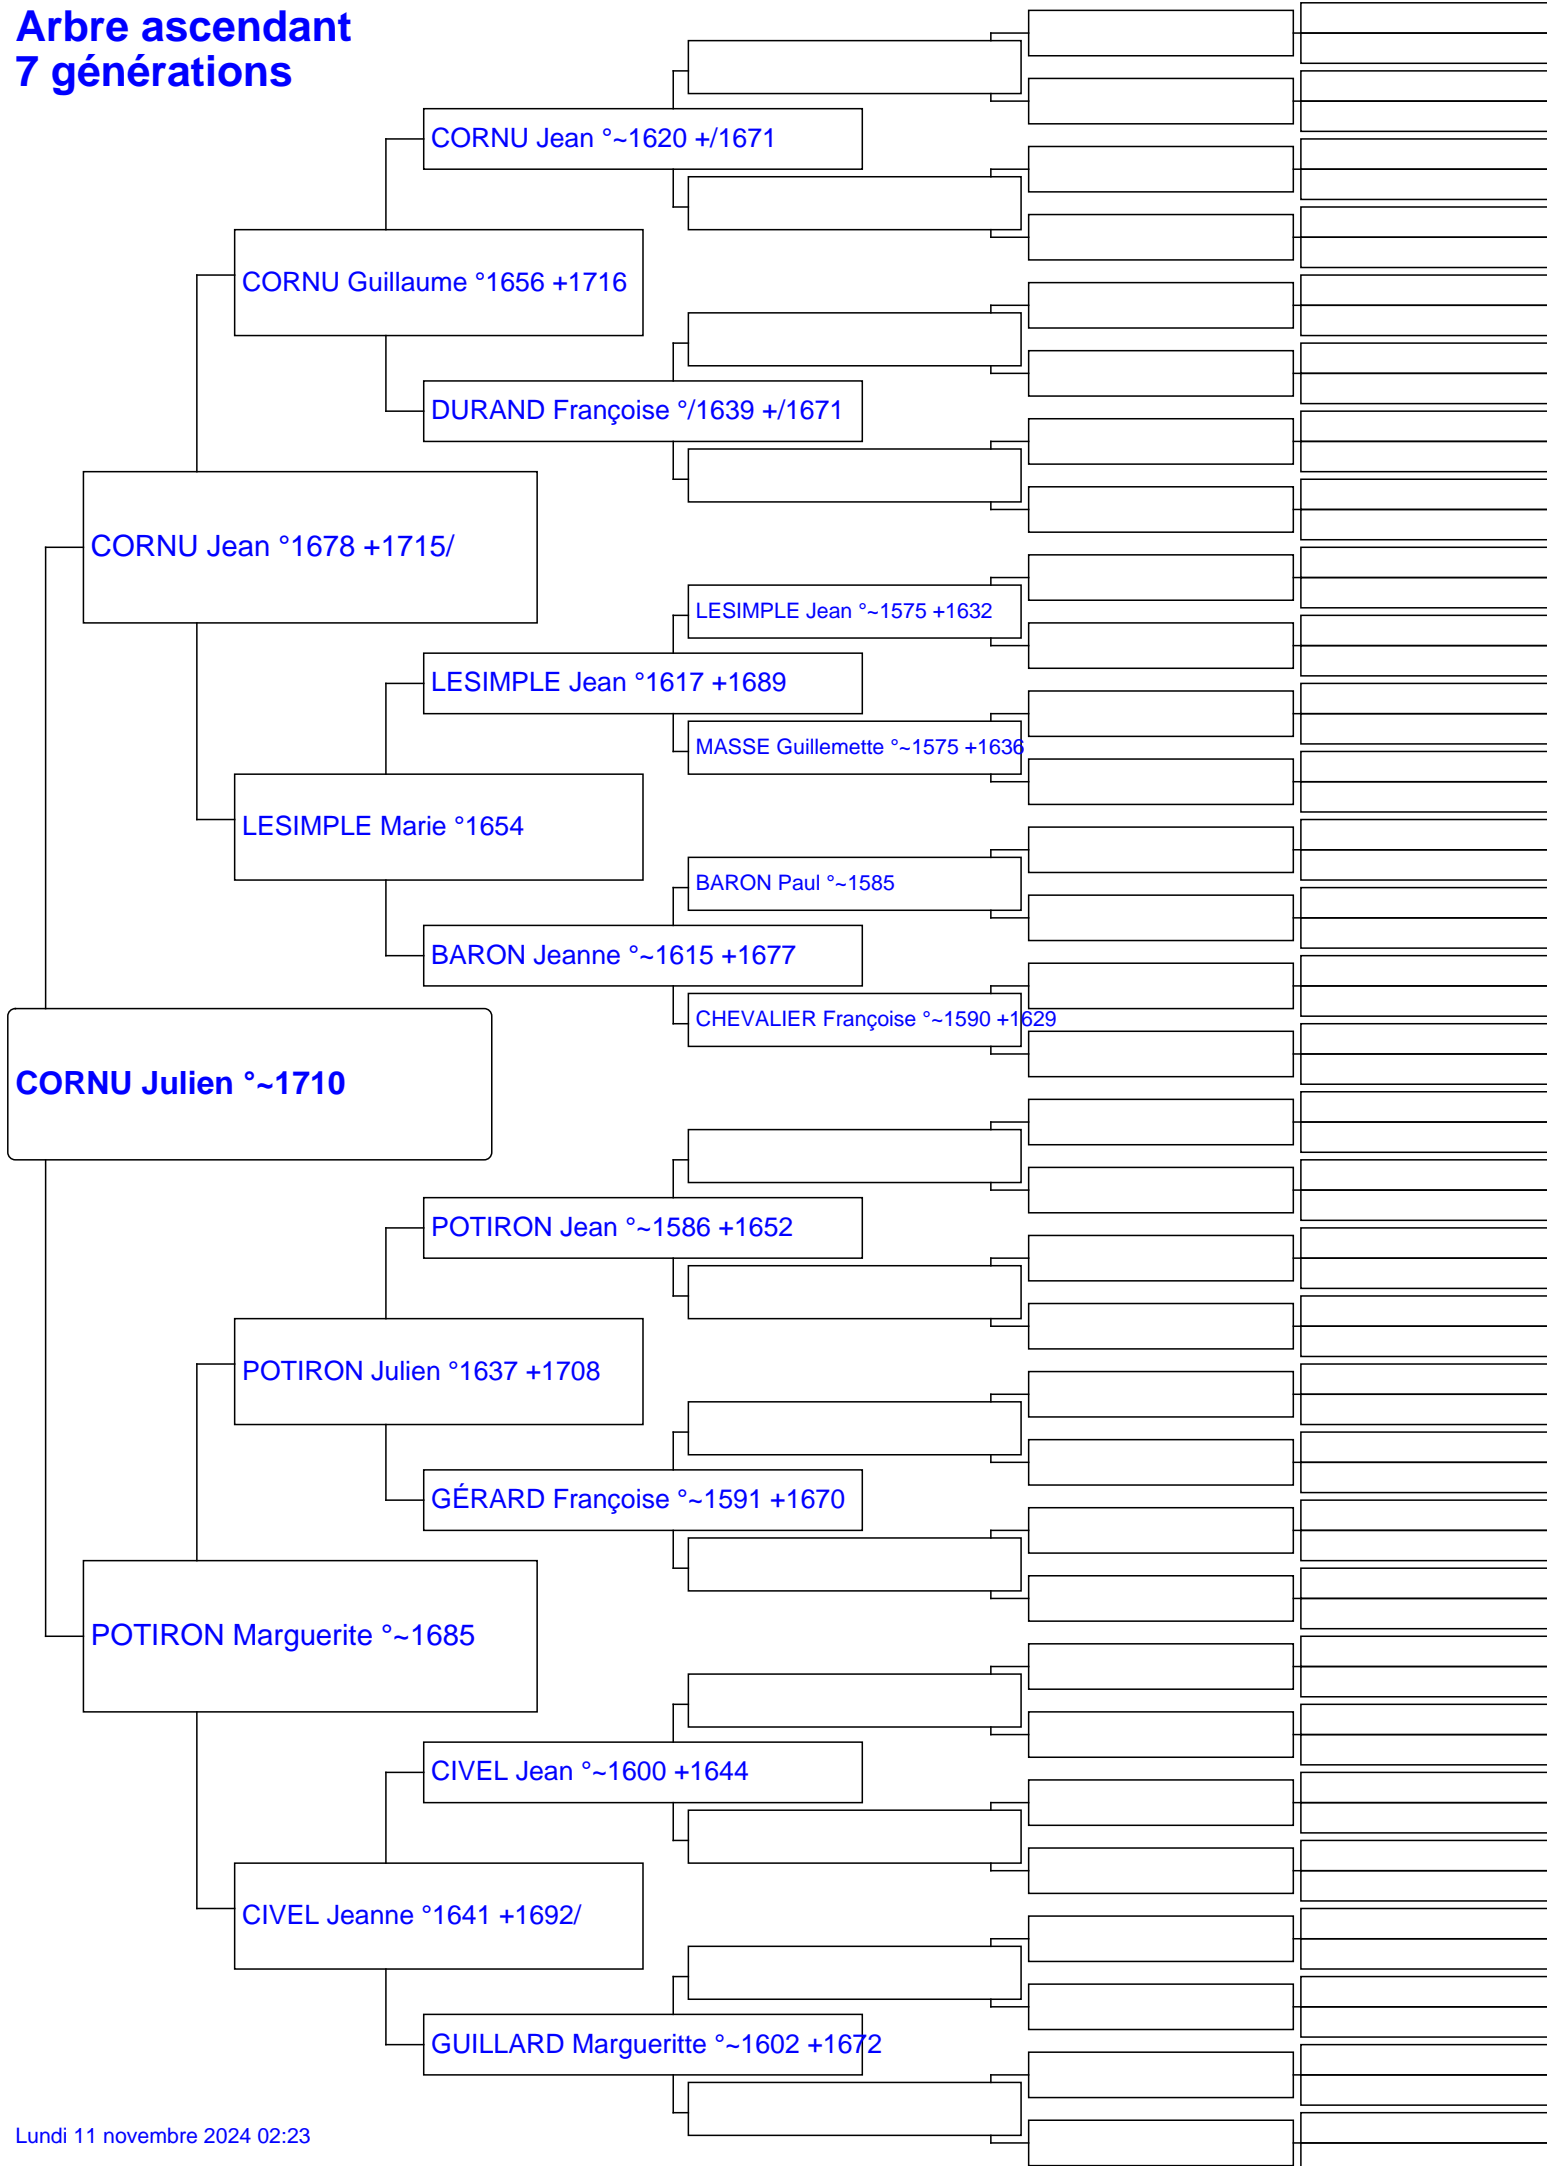 Arbre ascendant
7 générations
CORNU Jean °~1620 +/1671
CORNU Guillaume °1656 +1716
DURAND Françoise °/1639 +/1671
CORNU Jean °1678 +1715/
LESIMPLE Jean °~1575 +1632
LESIMPLE Jean °1617 +1689
MASSE Guillemette °~1575 +1636
LESIMPLE Marie °1654
BARON Paul °~1585
BARON Jeanne °~1615 +1677
CHEVALIER Françoise °~1590 +1629
CORNU Julien °~1710
POTIRON Jean °~1586 +1652
POTIRON Julien °1637 +1708
GÉRARD Françoise °~1591 +1670
POTIRON Marguerite °~1685
CIVEL Jean °~1600 +1644
CIVEL Jeanne °1641 +1692/
GUILLARD Margueritte °~1602 +1672
Lundi 11 novembre 2024 02:23